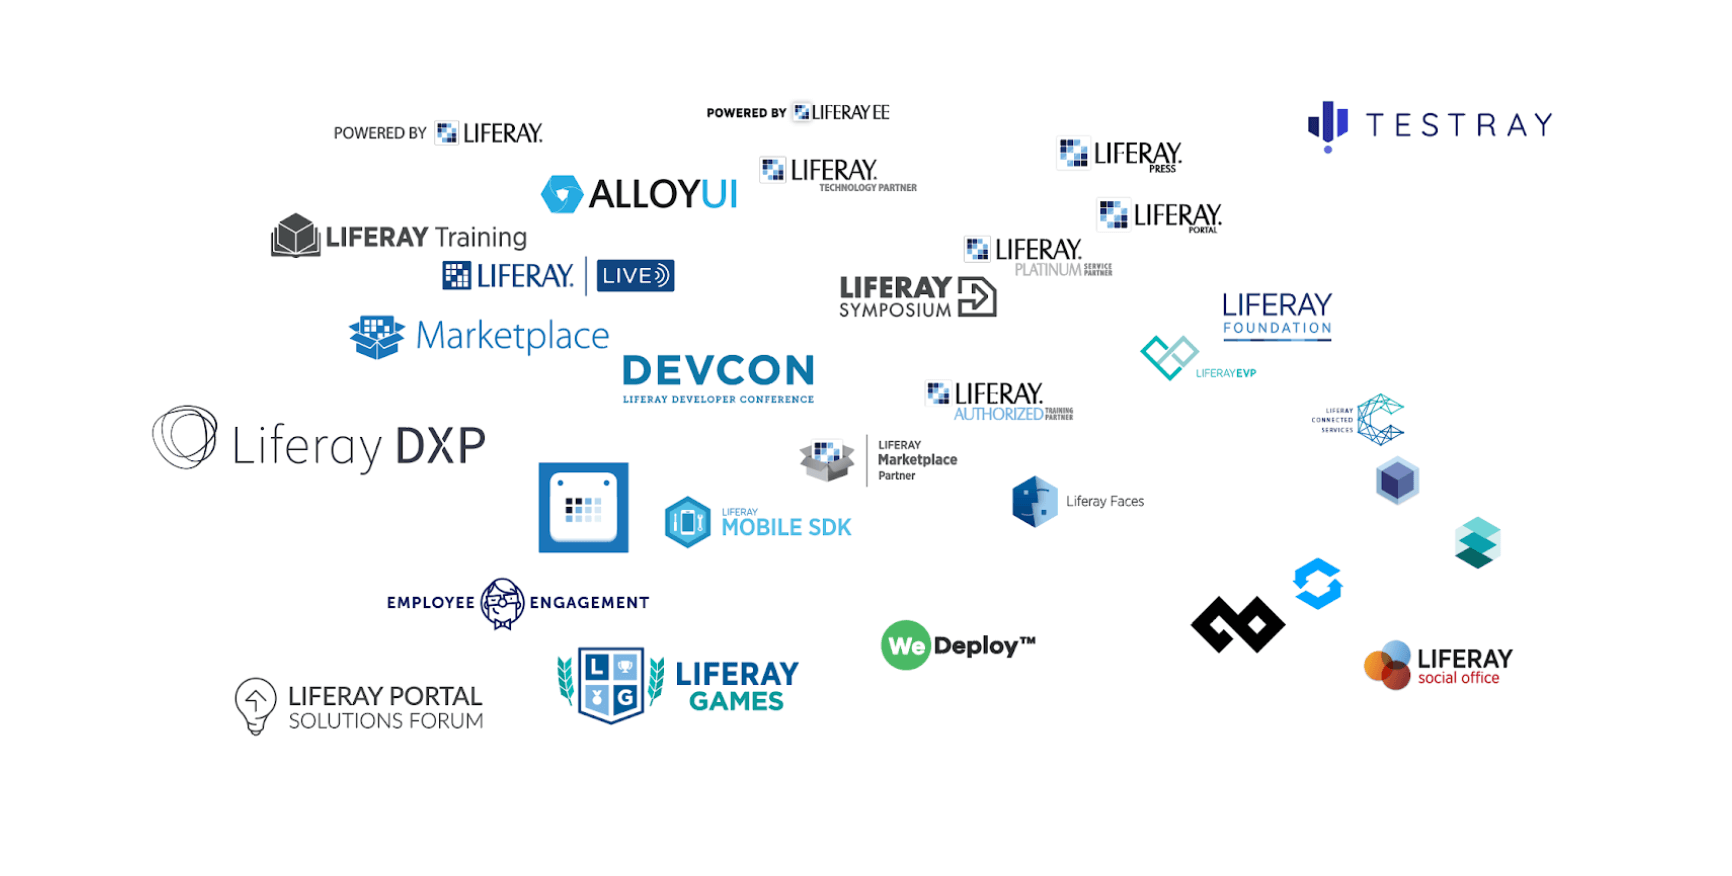 POWERED BY LIFERAY EE
TESTRAY
POWERED BY LIFERAY.
LIFERAY.
PRESS
LIFERAY.
TECHNOLOGY PARTNER
ALLOYUI
LIFERAY.
PORTAL
LIFERAY Training
LIFERAY.
PLATINUM SERVICE
PARTNER
LIFERAY. LIVE
LIFERAY
SYMPOSIUM
LIFERAY
FOUNDATION
Marketplace
DEVCON
LIFERAY DEVELOPER CONFERENCE
LIFERAYEVP
LIFERAY.
AUTHORIZED TRAINING
PARTNER
LIFERAY
CONNECTED
SERVICES
Liferay DXP
LIFERAY
Marketplace
Partner
Liferay Faces
LIFERAY
MOBILE SDK
EMPLOYEE ENGAGEMENT
We Deploy™
LIFERAY
social office
L
G
LIFERAY
GAMES
LIFERAY PORTAL
SOLUTIONS FORUM